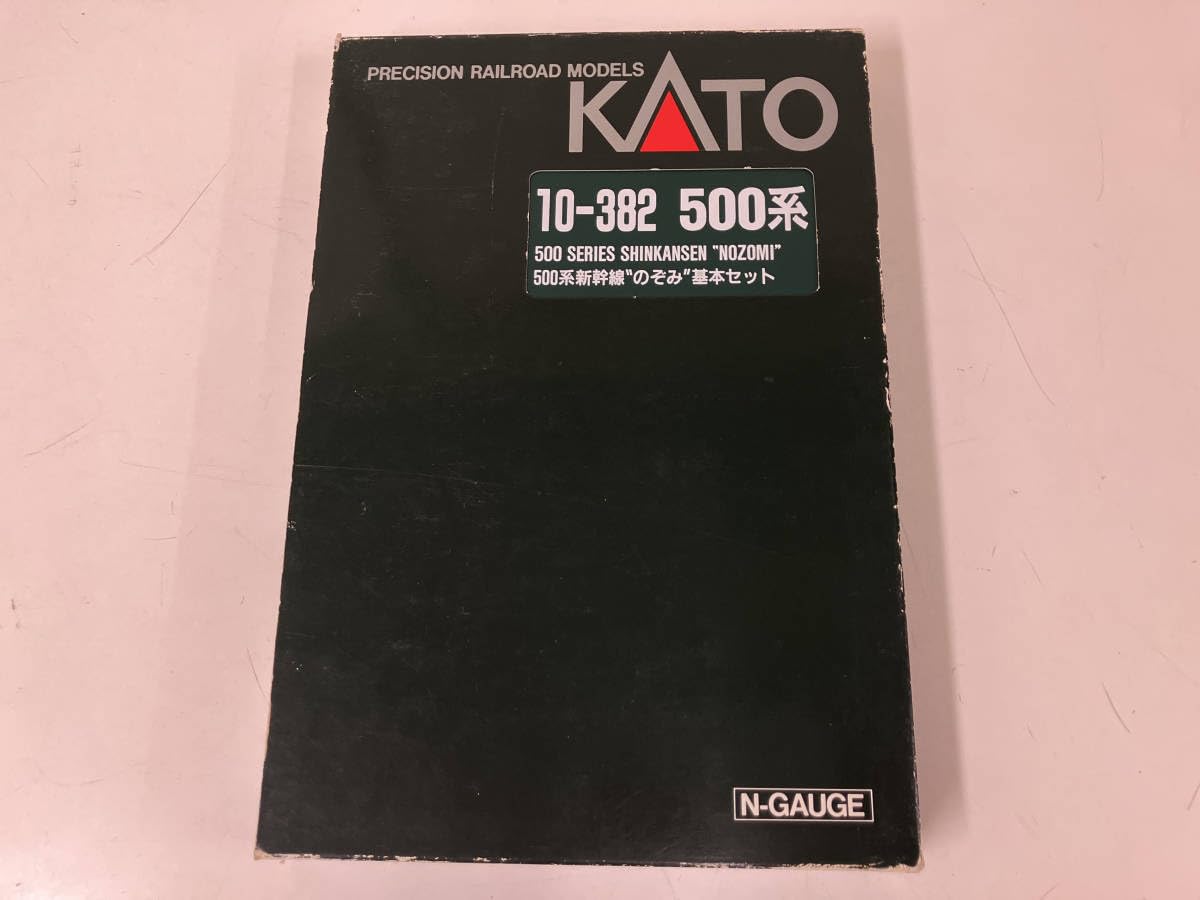 PRECISION RAILROAD MODELS
KATO
10-382 500系
500 SERIES SHINKANSEN "NOZOMI"
500系新幹線"のぞみ"基本セット
N-GAUGE